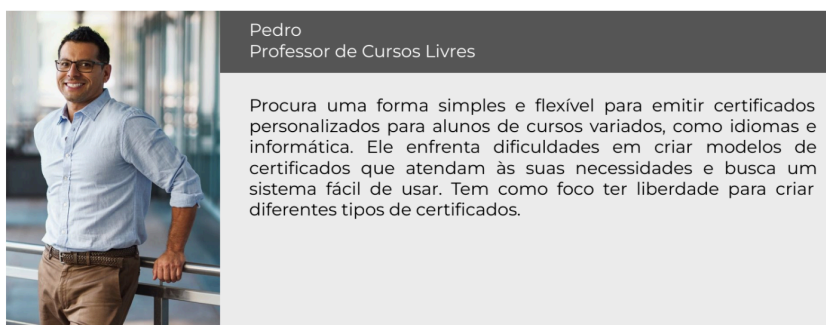 Pedro
Professor de Cursos Livres
Procura uma forma simples e flexível para emitir certificados
personalizados para alunos de cursos variados, como idiomas e
informática. Ele enfrenta dificuldades em criar modelos de
certificados que atendam às suas necessidades e busca um
sistema fácil de usar. Tem como foco ter liberdade para criar
diferentes tipos de certificados.